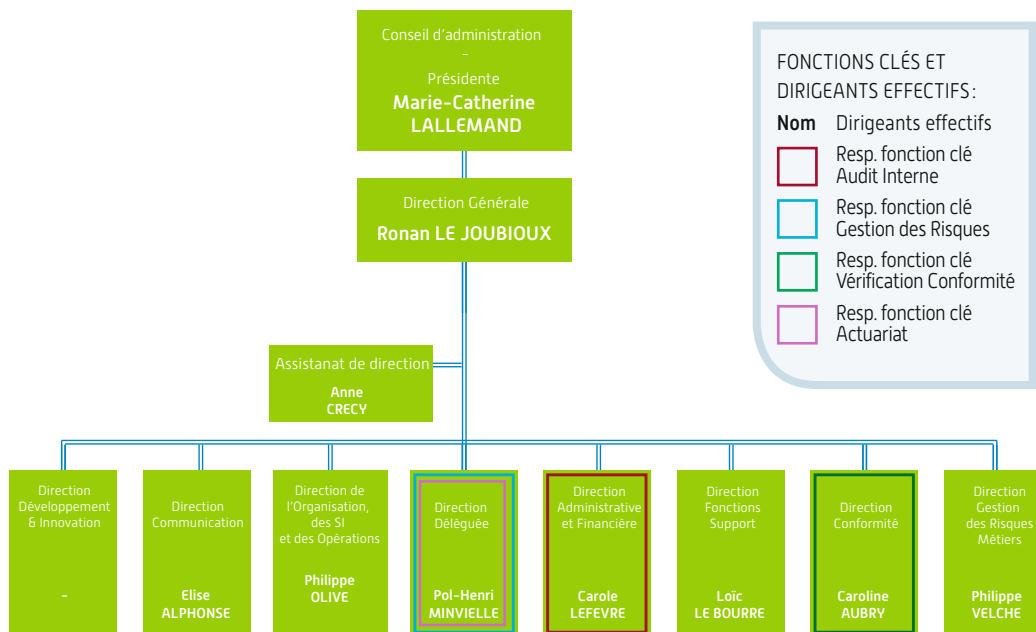 Conseil d'administration
-
Présidente
Marie-Catherine
LALLEMAND
Direction Générale
Ronan LE JOUBIOUX
Assistanat de direction
Anne
CRECY
Direction
Développement
& Innovation
-
Direction
Communication
Elise
ALPHONSE
Direction de
l'Organisation,
des SI
et des Opérations
Philippe
OLIVE
Direction
Déléguée
Pol-Henri
MINVIELLE
Direction
Administrative
et Financière
Carole
LEFEVRE
Direction
Fonctions
Support
Loïc
LE BOURRE
Direction
Conformité
Caroline
AUBRY
Direction
Gestion
des Risques
Métiers
Philippe
VELCHE
FONCTIONS CLÉS ET
DIRIGEANTS EFFECTIFS :
Nom Dirigeants effectifs
Resp. fonction clé
Audit Interne
Resp. fonction clé
Gestion des Risques
Resp. fonction clé
Vérification Conformité
Resp. fonction clé
Actuariat